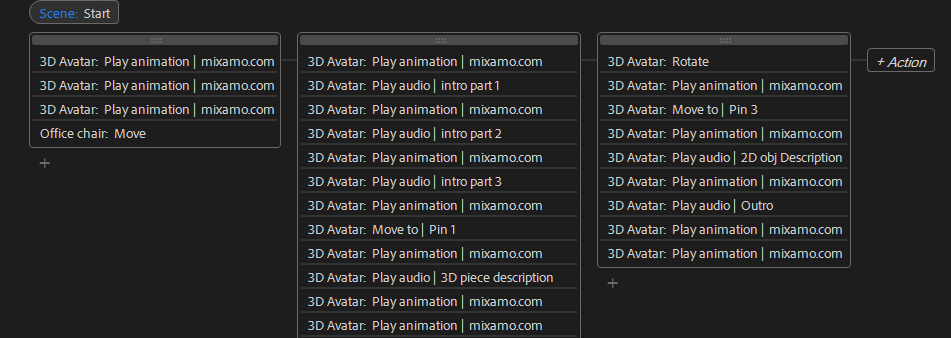 Scene: Start
3D Avatar: Play animation | mixamo.com
3D Avatar: Play animation | mixamo.com
3D Avatar: Play animation | mixamo.com
Office chair: Move
+
3D Avatar: Play animation | mixamo.com
3D Avatar: Play audio | intro part 1
3D Avatar: Play animation | mixamo.com
3D Avatar: Play audio | intro part 2
3D Avatar: Play animation | mixamo.com
3D Avatar: Play audio | intro part 3
3D Avatar: Play animation | mixamo.com
3D Avatar: Move to | Pin 1
3D Avatar: Play animation | mixamo.com
3D Avatar: Play audio | 3D piece description
3D Avatar: Play animation | mixamo.com
3D Avatar: Play animation | mixamo.com
3D Avatar: Rotate
3D Avatar: Play animation | mixamo.com
3D Avatar: Move to | Pin 3
3D Avatar: Play animation | mixamo.com
3D Avatar: Play audio | 2D obj Description
3D Avatar: Play animation | mixamo.com
3D Avatar: Play audio | Outro
3D Avatar: Play animation | mixamo.com
3D Avatar: Play animation | mixamo.com
+
+ Action